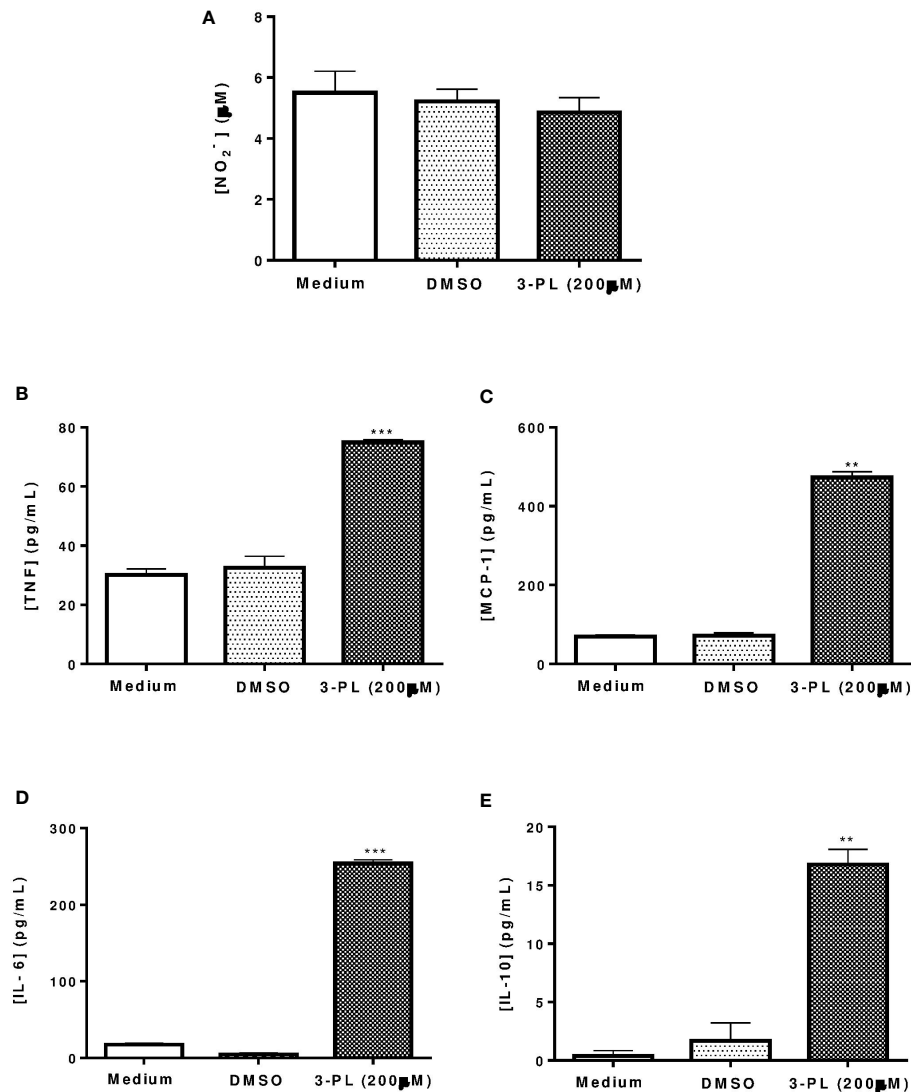 A
[NO2-] (μM)
8
6
4
2
0
Medium DMSO 3-PL (200μM)
B
[TNF] (pg/mL)
80
60
40
20
0
***
Medium DMSO 3-PL (200μM)
C
[MCP-1] (pg/mL)
600
400
200
0
**
Medium DMSO 3-PL (200μM)
D
[IL-6] (pg/mL)
300
200
100
0
***
Medium DMSO 3-PL (200μM)
E
[IL-10] (pg/mL)
20
15
10
5
0
**
Medium DMSO 3-PL (200μM)